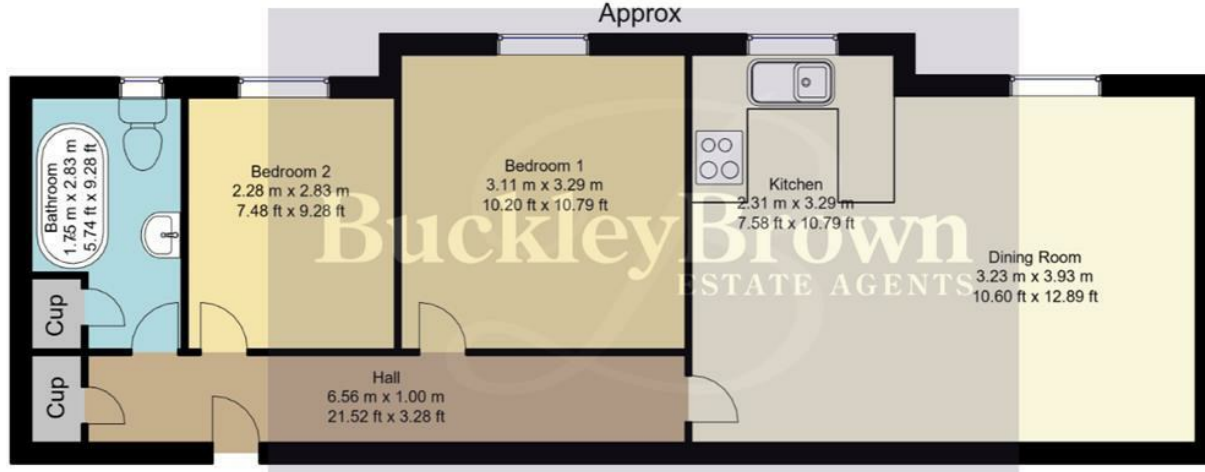 Approx
Bathroom
1.75 m x 2.83 m
5.74 ft x 9.28 ft
Bedroom 2
2.28 m x 2.83 m
7.48 ft x 9.28 ft
Bedroom 1
3.11 m x 3.29 m
10.20 ft x 10.79 ft
Kitchen
2.31 m x 3.29 m
7.58 ft x 10.79 ft
BuckleyBrown
ESTATE AGENTS
Dining Room
3.23 m x 3.93 m
10.60 ft x 12.89 ft
Cup
Cup
Hall
6.56 m x 1.00 m
21.52 ft x 3.28 ft